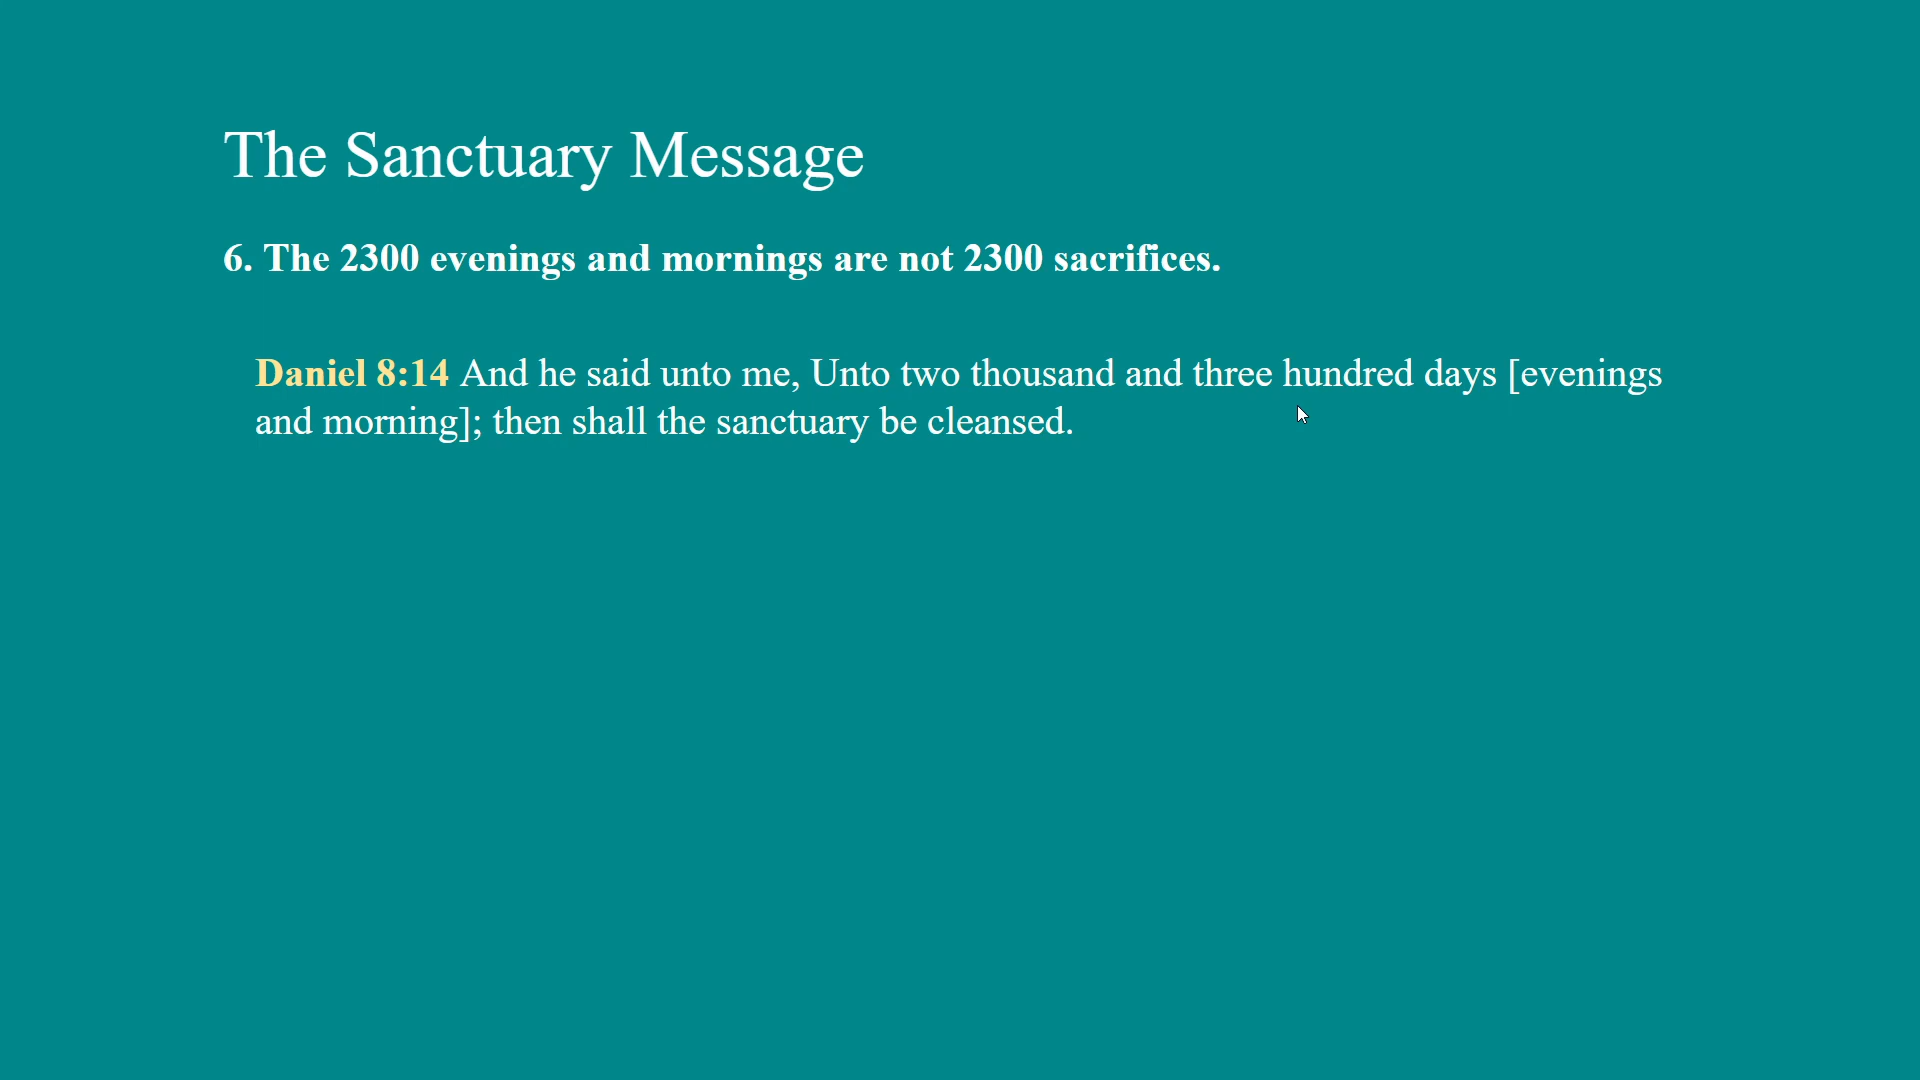 The Sanctuary Message
6. The 2300 evenings and mornings are not 2300 sacrifices.
Daniel 8:14 And he said unto me, Unto two thousand and three hundred days [evenings
and morning]; then shall the sanctuary be cleansed.